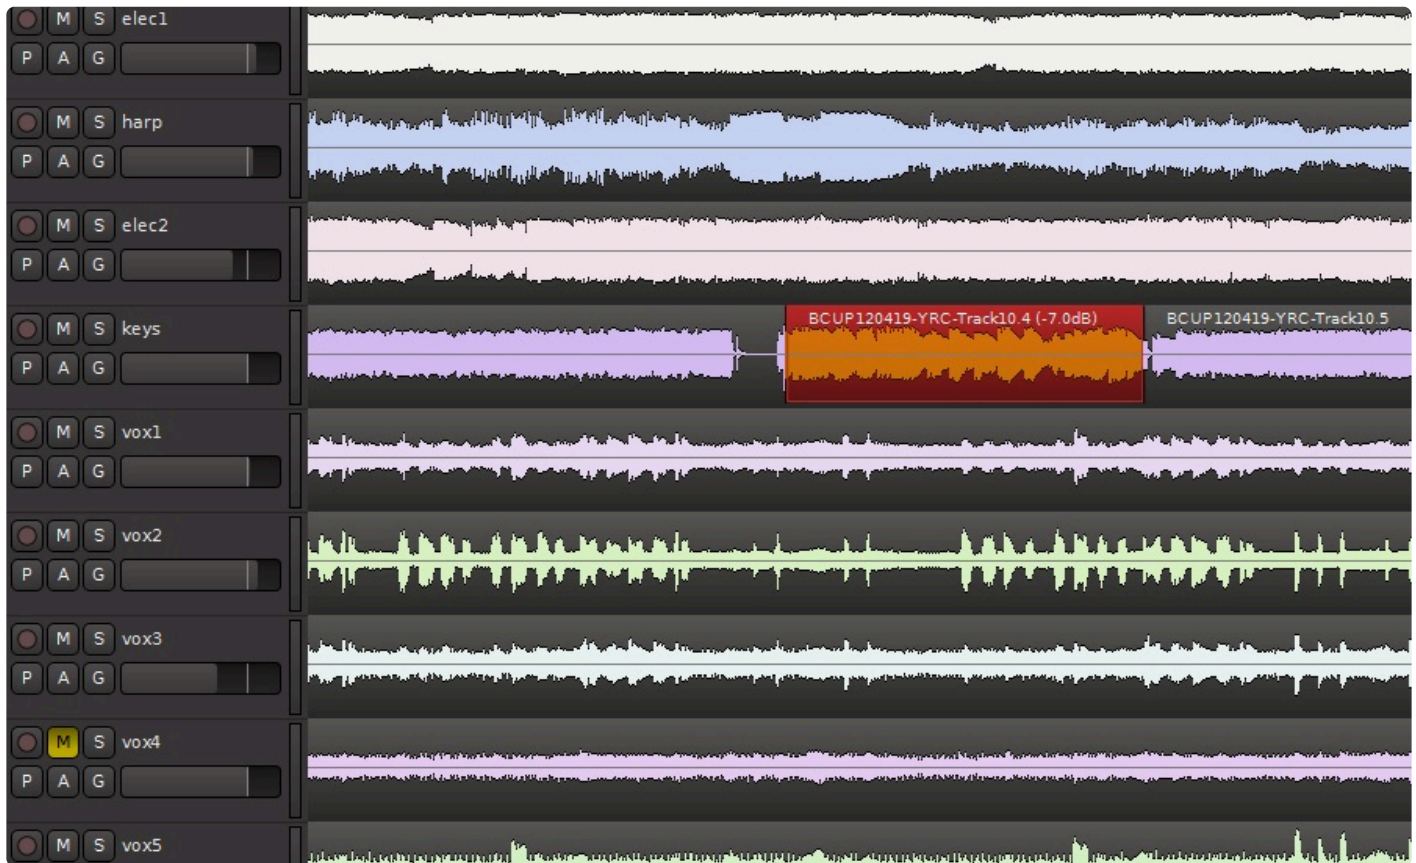 M S elec1
P A G
M S harp
P A G
M S elec2
P A G
M S keys BCUP120419-YRC-Track10.4 (-7.0dB) BCUP120419-YRC-Track10.5
P A G
M S vox1
P A G
M S vox2
P A G
M S vox3
P A G
M S vox4
P A G
M S vox5